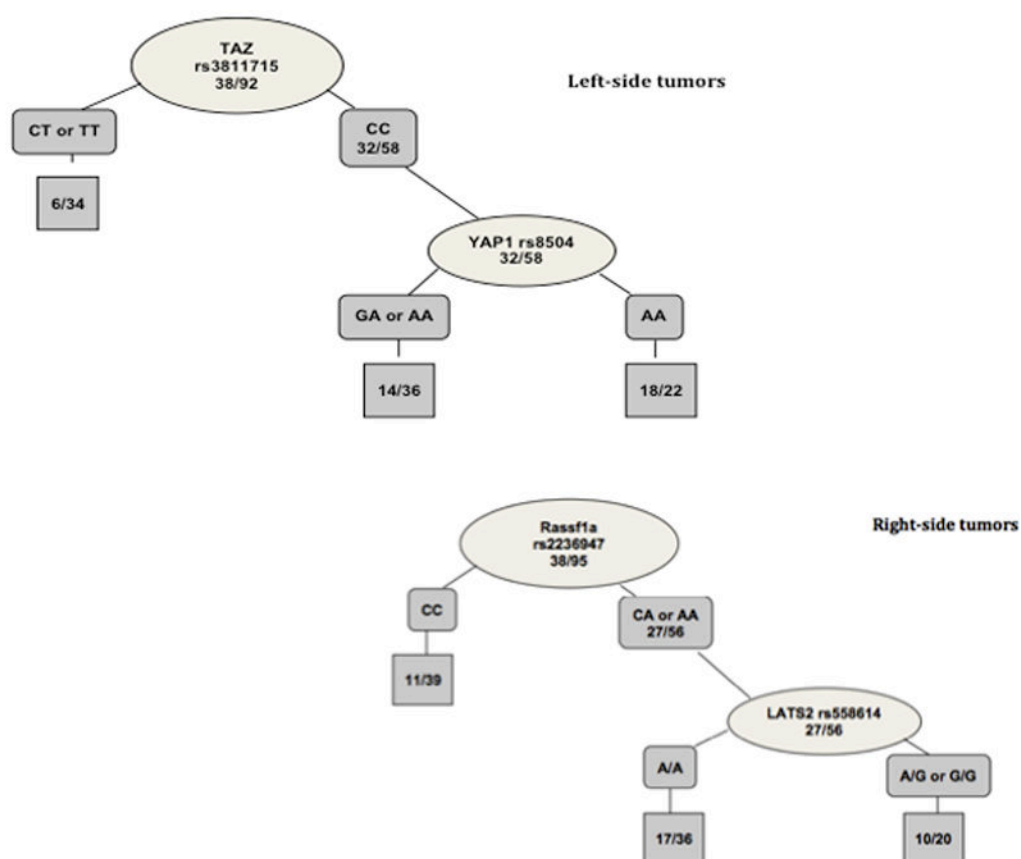 TAZ
rs3811715
38/92
Left-side tumors
CT or TT
CC
32/58
6/34
YAP1 rs8504
32/58
GA or AA
AA
14/36
18/22
Rassf1a
rs2236947
38/95
Right-side tumors
CC
CA or AA
27/56
11/39
LATS2 rs558614
27/56
A/A
A/G or G/G
17/36
10/20